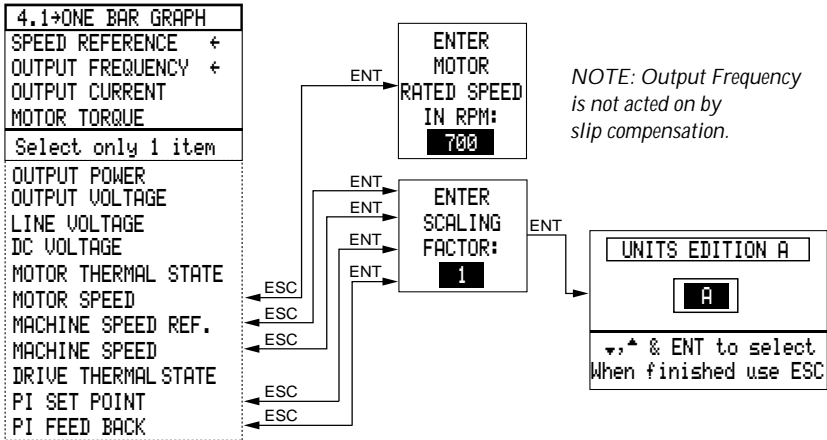 4.1→ONE BAR GRAPH
SPEED REFERENCE ←
OUTPUT FREQUENCY ←
OUTPUT CURRENT
MOTOR TORQUE
Select only 1 item
OUTPUT POWER
OUTPUT VOLTAGE
LINE VOLTAGE
DC VOLTAGE
MOTOR THERMAL STATE
MOTOR SPEED
MACHINE SPEED REF.
MACHINE SPEED
DRIVE THERMAL STATE
PI SET POINT
PI FEED BACK
ENT
ENT
ENT
ENT
ENT
ESC
ESC
ESC
ESC
ESC
ENTER
MOTOR
RATED SPEED
IN RPM:
700
ENTER
SCALING
FACTOR:
1
ENT
NOTE: Output Frequency
is not acted on by
slip compensation.
UNITS EDITION A
A
▾,▴ & ENT to select
When finished use ESC